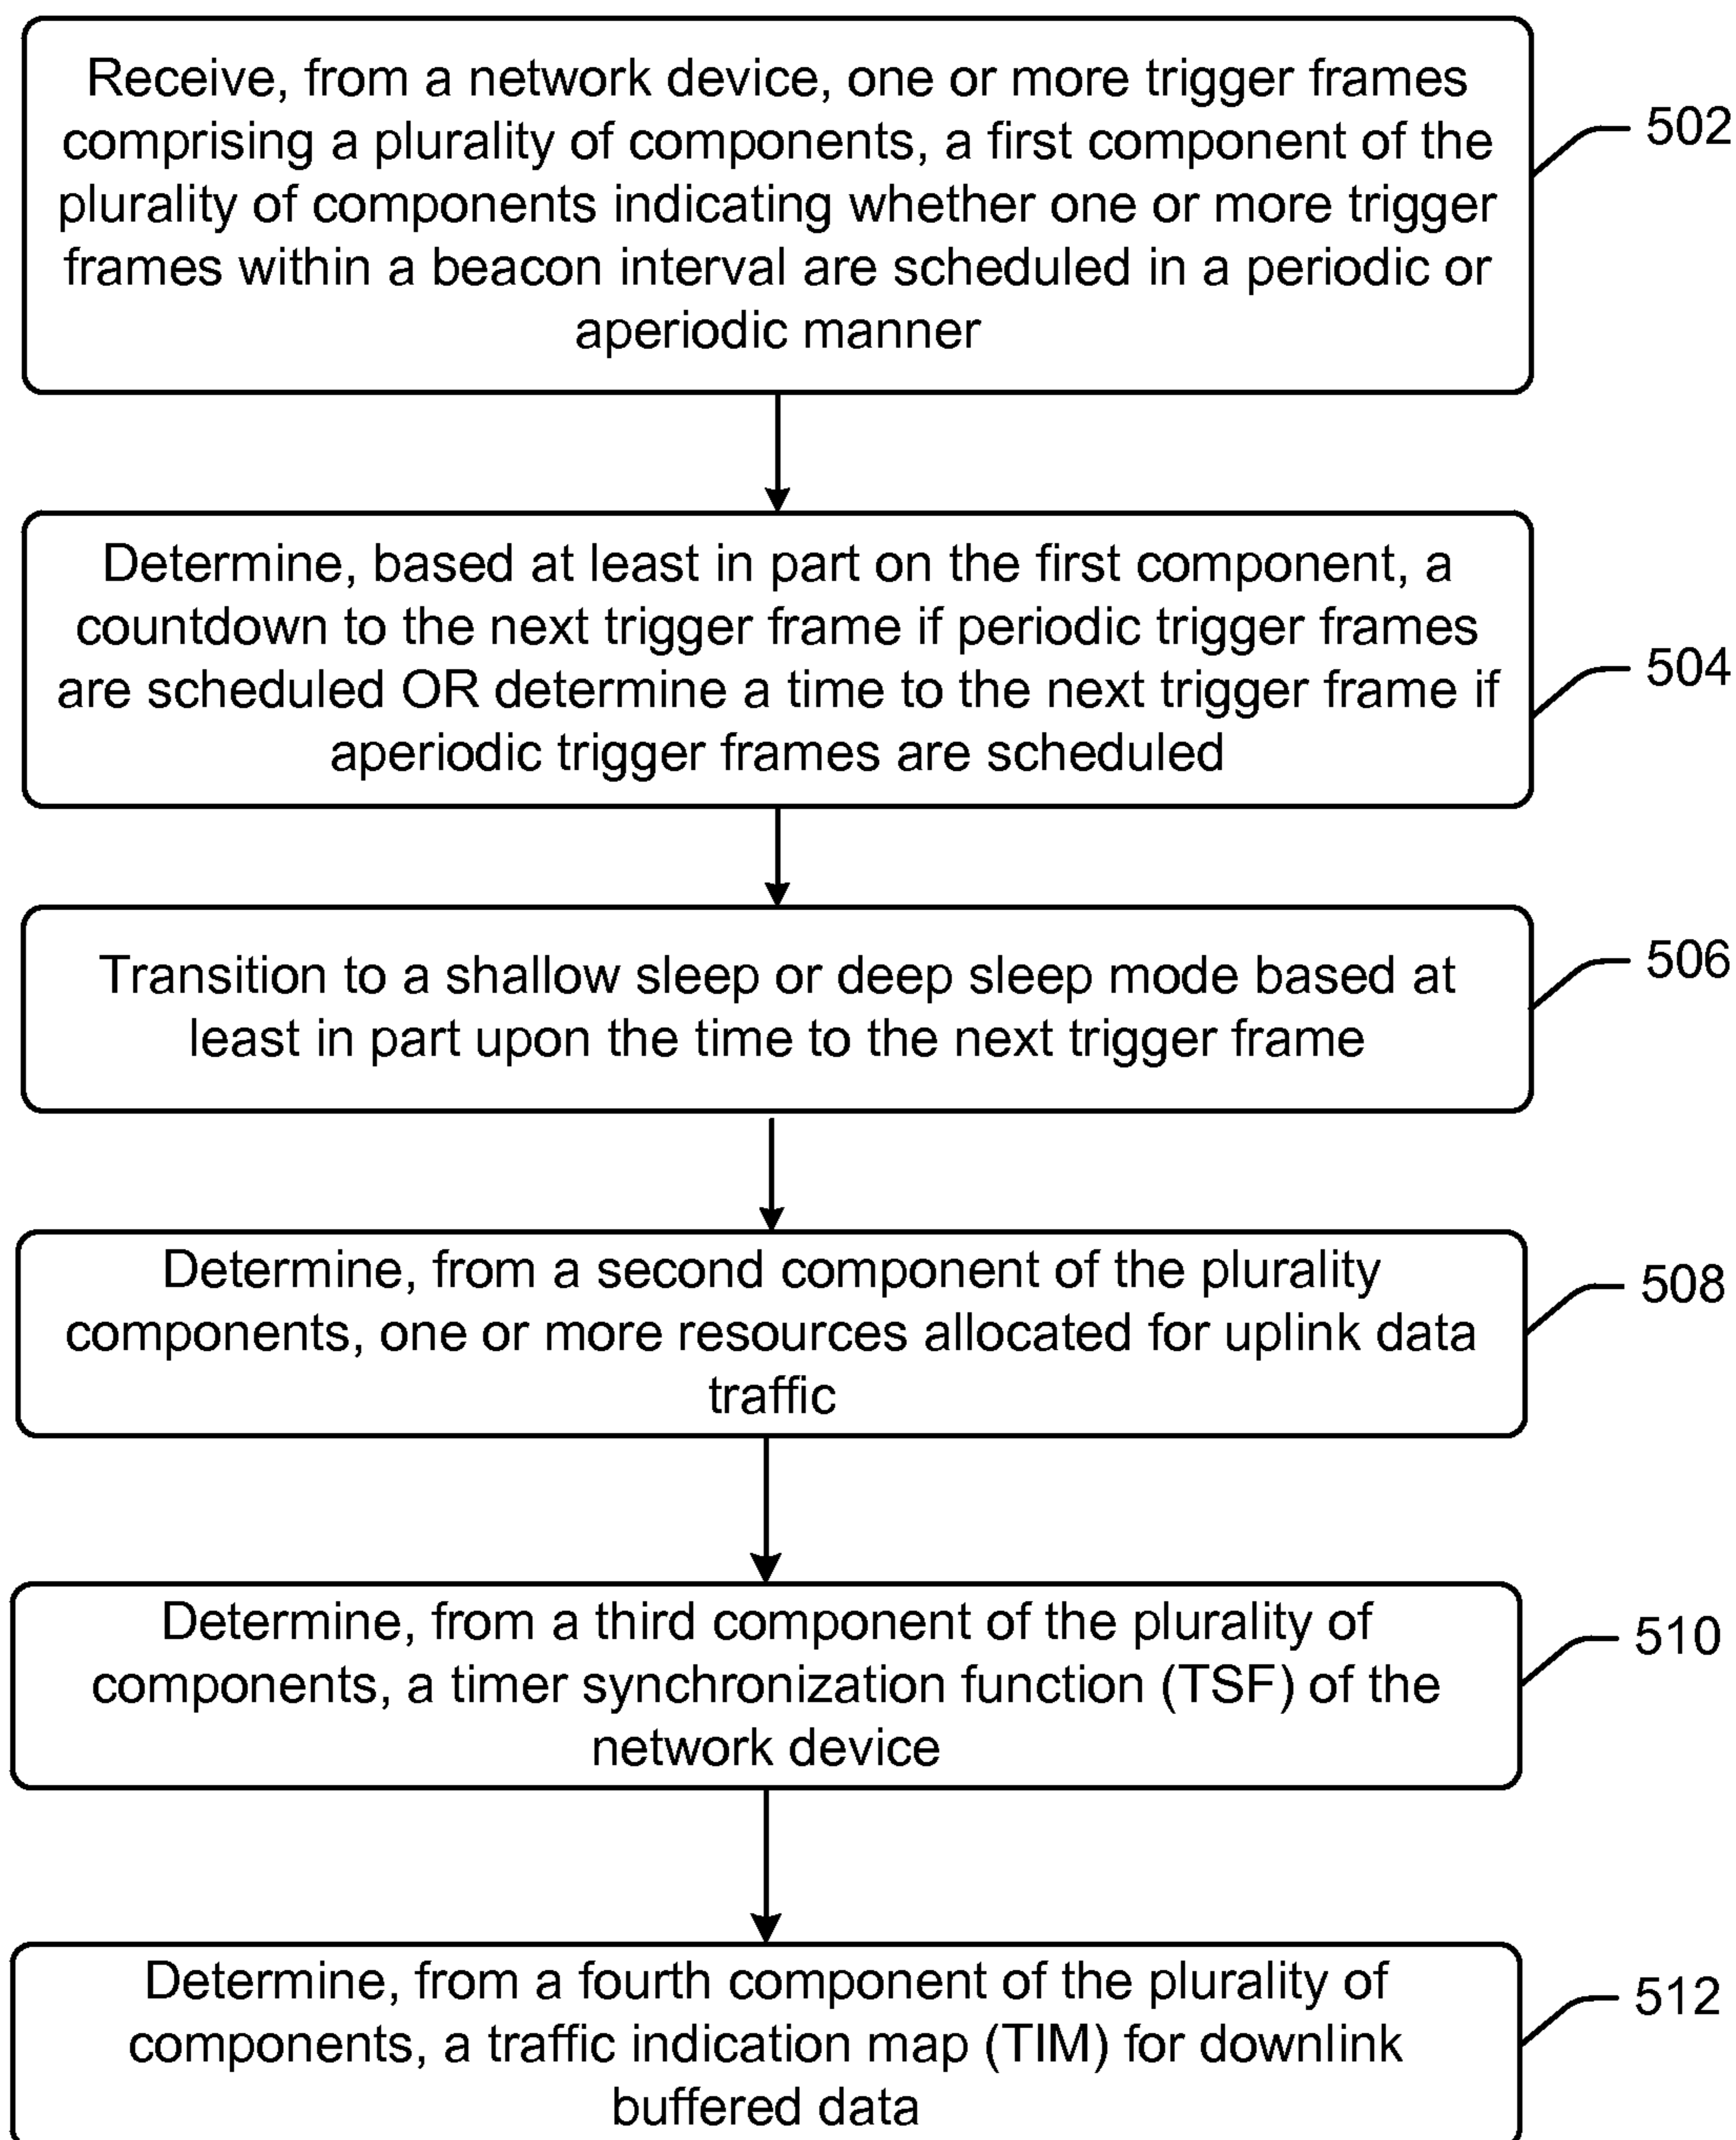 Receive, from a network device, one or more trigger frames
comprising a plurality of components, a first component of the
plurality of components indicating whether one or more trigger
frames within a beacon interval are scheduled in a periodic or
aperiodic manner
502
Determine, based at least in part on the first component, a
countdown to the next trigger frame if periodic trigger frames
are scheduled OR determine a time to the next trigger frame if
aperiodic trigger frames are scheduled
504
Transition to a shallow sleep or deep sleep mode based at
least in part upon the time to the next trigger frame
506
Determine, from a second component of the plurality
components, one or more resources allocated for uplink data
traffic
508
Determine, from a third component of the plurality of
components, a timer synchronization function (TSF) of the
network device
510
Determine, from a fourth component of the plurality of
components, a traffic indication map (TIM) for downlink
buffered data
512